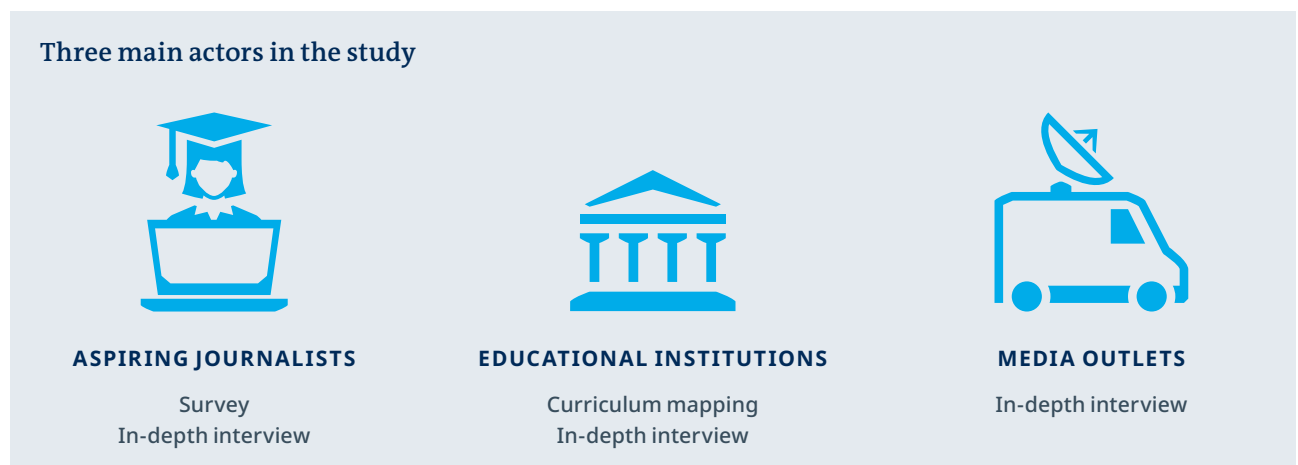 Three main actors in the study
ASPIRING JOURNALISTS
Survey
In-depth interview
EDUCATIONAL INSTITUTIONS
Curriculum mapping
In-depth interview
MEDIA OUTLETS
In-depth interview